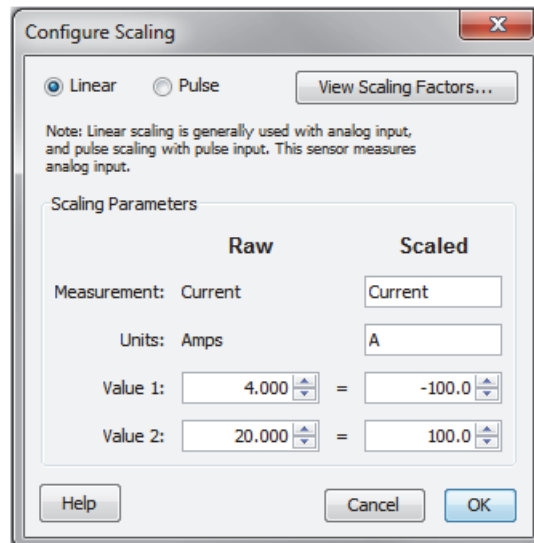 Configure Scaling
Linear Pulse View Scaling Factors...
Note: Linear scaling is generally used with analog input,
and pulse scaling with pulse input. This sensor measures
analog input.
Scaling Parameters
Raw Scaled
Measurement: Current Current
Units: Amps A
Value 1: 4.000 = -100.0
Value 2: 20.000 = 100.0
Help Cancel OK